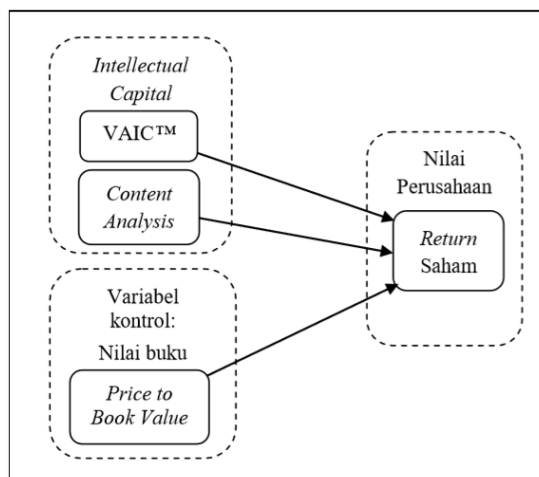 Intellectual
Capital
VAIC™
Content
Analysis
Variabel
kontrol:
Nilai buku
Price to
Book Value
Nilai
Perusahaan
Return
Saham